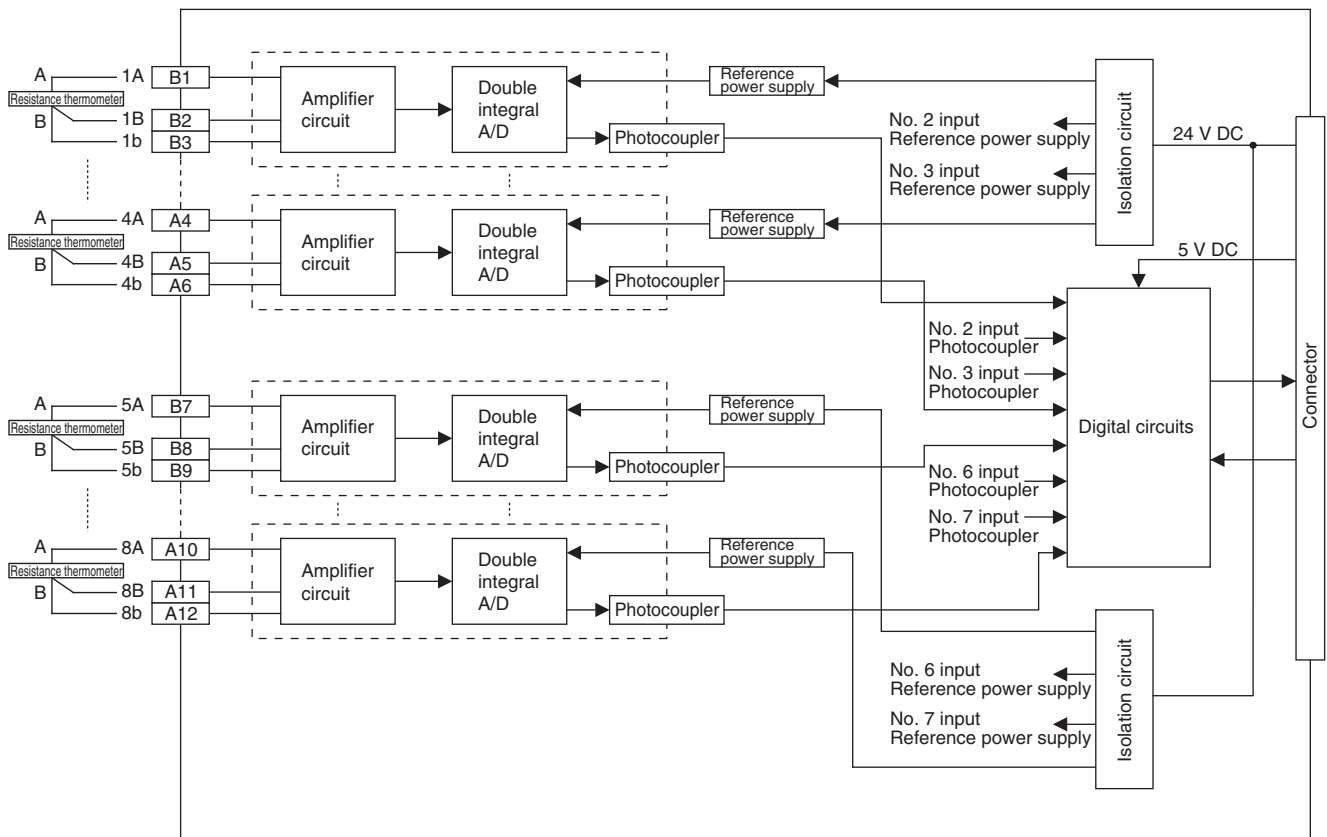 A
1A
B1
Resistance thermometer
B
1B
B2
1b
B3
Amplifier
circuit
Double
integral
A/D
Reference
power supply
Photocoupler
No. 2 input
Reference power supply
No. 3 input
Reference power supply
Isolation circuit
24 V DC
A
4A
A4
Resistance thermometer
B
4B
A5
4b
A6
Amplifier
circuit
Double
integral
A/D
Reference
power supply
Photocoupler
5 V DC
No. 2 input
Photocoupler
No. 3 input
Photocoupler
Digital circuits
Connector
A
5A
B7
Resistance thermometer
B
5B
B8
5b
B9
Amplifier
circuit
Double
integral
A/D
Reference
power supply
Photocoupler
No. 6 input
Photocoupler
No. 7 input
Photocoupler
A
8A
A10
Resistance thermometer
B
8B
A11
8b
A12
Amplifier
circuit
Double
integral
A/D
Reference
power supply
Photocoupler
No. 6 input
Reference power supply
No. 7 input
Reference power supply
Isolation circuit